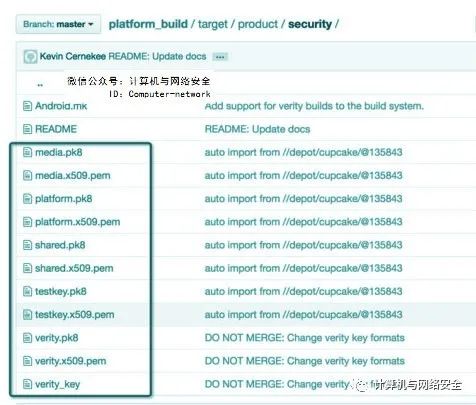 Branch: master platform_build / target / product / security /
Kevin Cernekee README: Update docs ...
..
微信公众号：计算机与网络安全
ID：Computer-network
Android.mk Add support for verity builds to the build system.
README README: Update docs
media.pk8 auto import from //depot/cupcake/@135843
media.x509.pem auto import from //depot/cupcake/@135843
platform.pk8 auto import from //depot/cupcake/@135843
platform.x509.pem auto import from //depot/cupcake/@135843
shared.pk8 auto import from //depot/cupcake/@135843
shared.x509.pem auto import from //depot/cupcake/@135843
testkey.pk8 auto import from //depot/cupcake/@135843
testkey.x509.pem auto import from //depot/cupcake/@135843
verity.pk8 DO NOT MERGE: Change verity key formats
verity.x509.pem DO NOT MERGE: Change verity key formats
verity_key DO NOT MERGE: Change verity key formats
计算机与网络安全